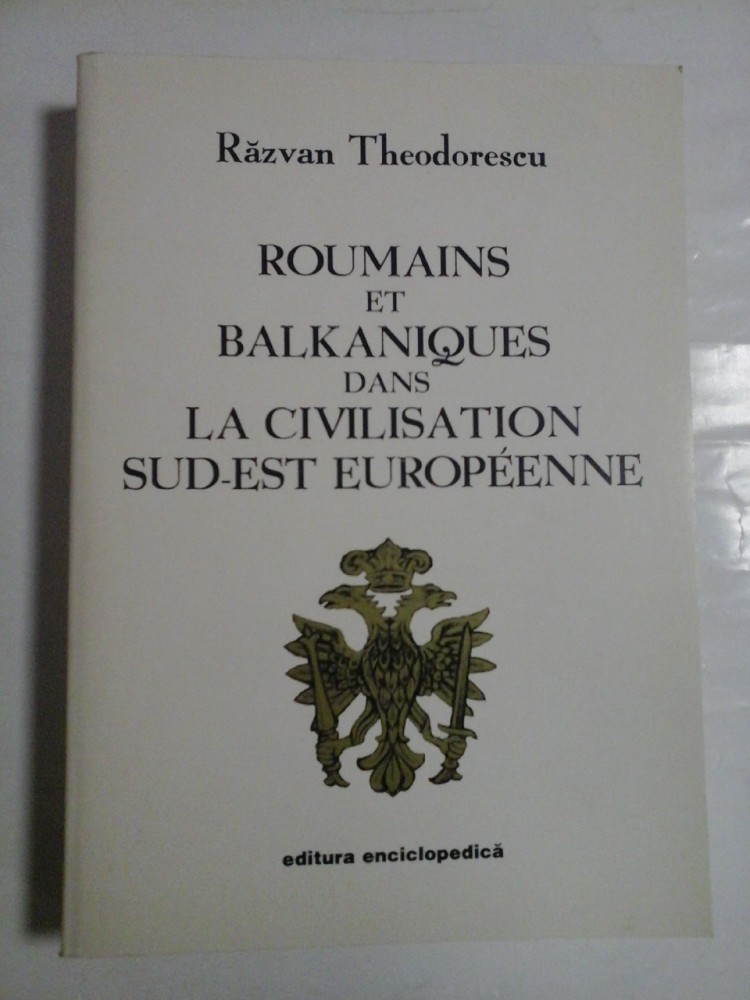 Răzvan Theodorescu
ROUMAINS
ET
BALKANIQUES
DANS
LA CIVILISATION
SUD-EST EUROPÉENNE
editura enciclopedică